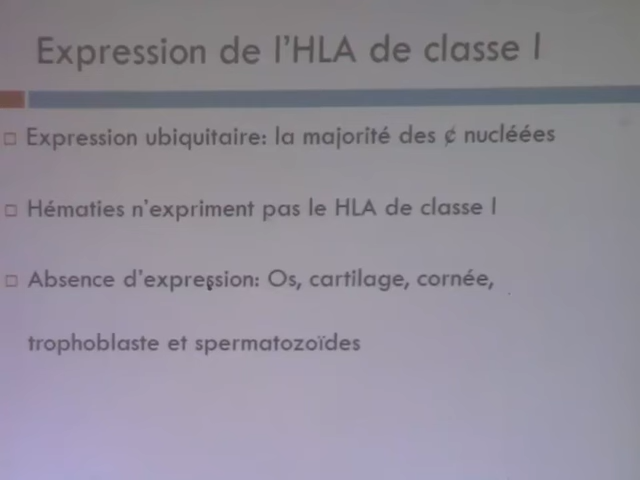 Expression de l'HLA de classe I
Expression ubiquitaire: la majorité des ¢ nucléées
Hématies n'expriment pas le HLA de classe I
Absence d'expression: Os, cartilage, cornée,
trophoblaste et spermatozoïdes